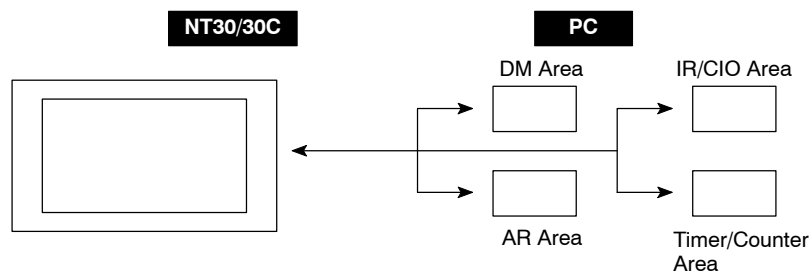 NT30/30C
PC
DM Area
IR/CIO Area
AR Area
Timer/Counter
Area